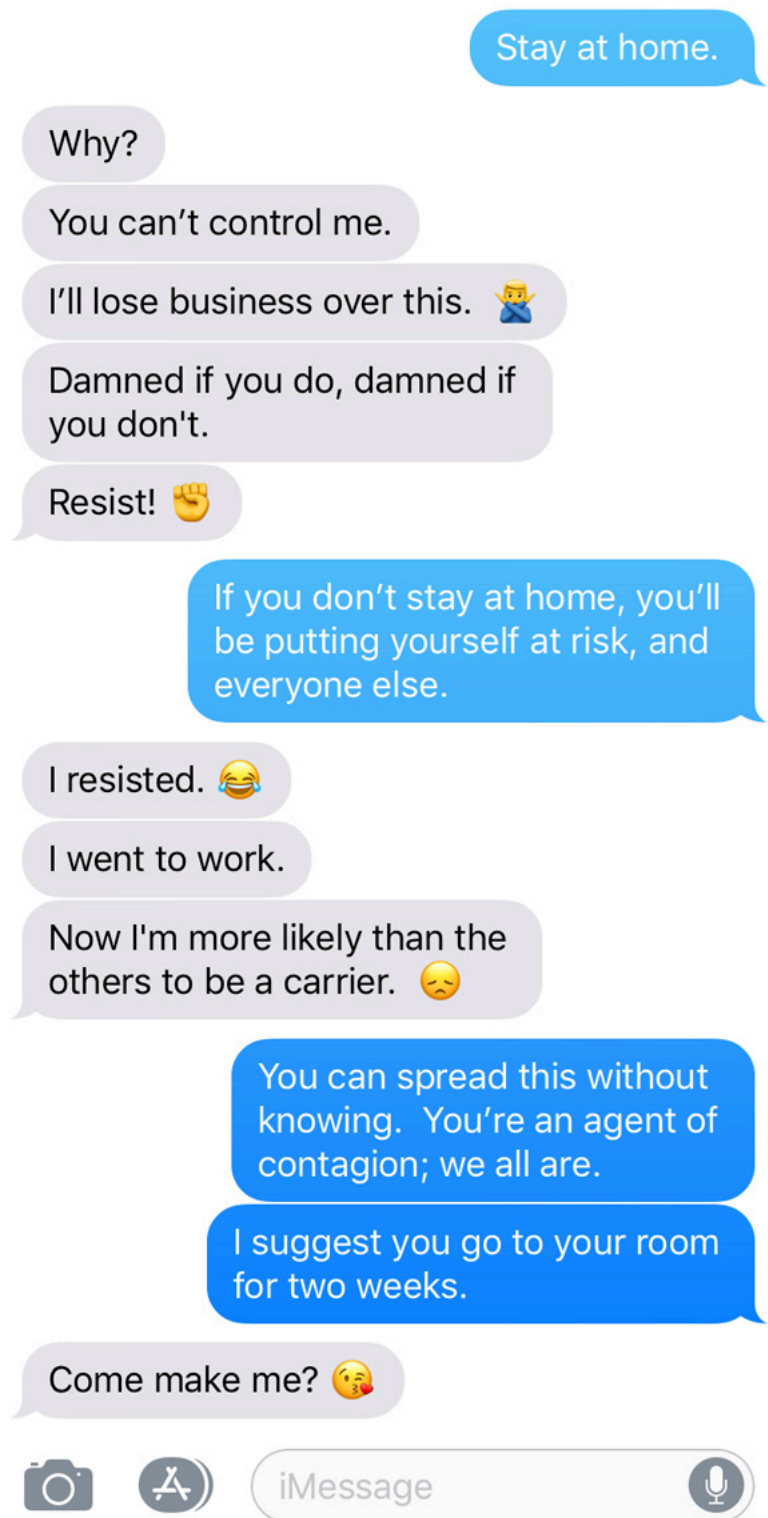 Stay at home.
Why?
You can’t control me.
I’ll lose business over this. 🙅‍♂️
Damned if you do, damned if
you don't.
Resist! ✊
If you don’t stay at home, you’ll
be putting yourself at risk, and
everyone else.
I resisted. 😂
I went to work.
Now I'm more likely than the
others to be a carrier. 😞
You can spread this without
knowing.  You’re an agent of
contagion; we all are.
I suggest you go to your room
for two weeks.
Come make me? 😘
iMessage